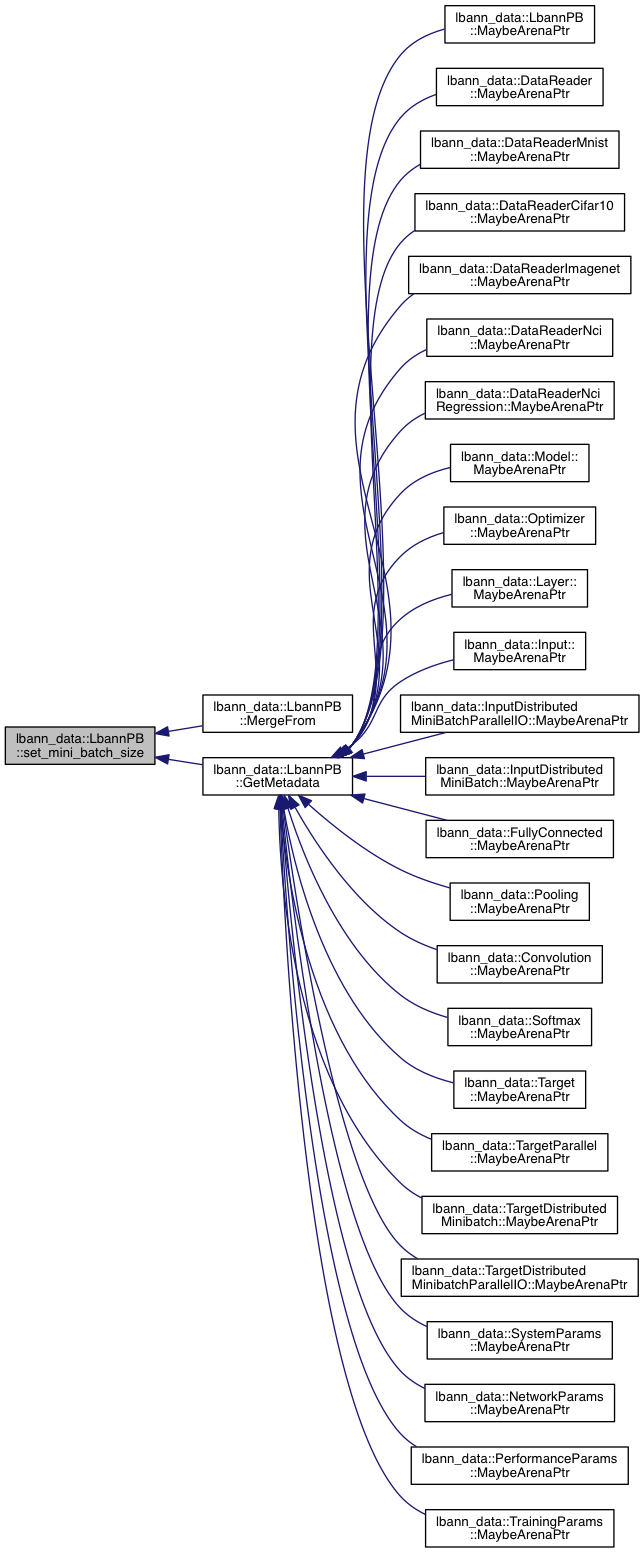 lbann_data::LbannPB
::MaybeArenaPtr
lbann_data::DataReader
::MaybeArenaPtr
lbann_data::DataReaderMnist
::MaybeArenaPtr
lbann_data::DataReaderCifar10
::MaybeArenaPtr
lbann_data::DataReaderImagenet
::MaybeArenaPtr
lbann_data::DataReaderNci
::MaybeArenaPtr
lbann_data::DataReaderNci
Regression::MaybeArenaPtr
lbann_data::Model::
MaybeArenaPtr
lbann_data::Optimizer
::MaybeArenaPtr
lbann_data::Layer::
MaybeArenaPtr
lbann_data::Input::
MaybeArenaPtr
lbann_data::LbannPB
::MergeFrom
lbann_data::InputDistributed
MiniBatchParallelIO::MaybeArenaPtr
lbann_data::LbannPB
::set_mini_batch_size
lbann_data::LbannPB
::GetMetadata
lbann_data::InputDistributed
MiniBatch::MaybeArenaPtr
lbann_data::FullyConnected
::MaybeArenaPtr
lbann_data::Pooling
::MaybeArenaPtr
lbann_data::Convolution
::MaybeArenaPtr
lbann_data::Softmax
::MaybeArenaPtr
lbann_data::Target
::MaybeArenaPtr
lbann_data::TargetParallel
::MaybeArenaPtr
lbann_data::TargetDistributed
Minibatch::MaybeArenaPtr
lbann_data::TargetDistributed
MinibatchParallelIO::MaybeArenaPtr
lbann_data::SystemParams
::MaybeArenaPtr
lbann_data::NetworkParams
::MaybeArenaPtr
lbann_data::PerformanceParams
::MaybeArenaPtr
lbann_data::TrainingParams
::MaybeArenaPtr